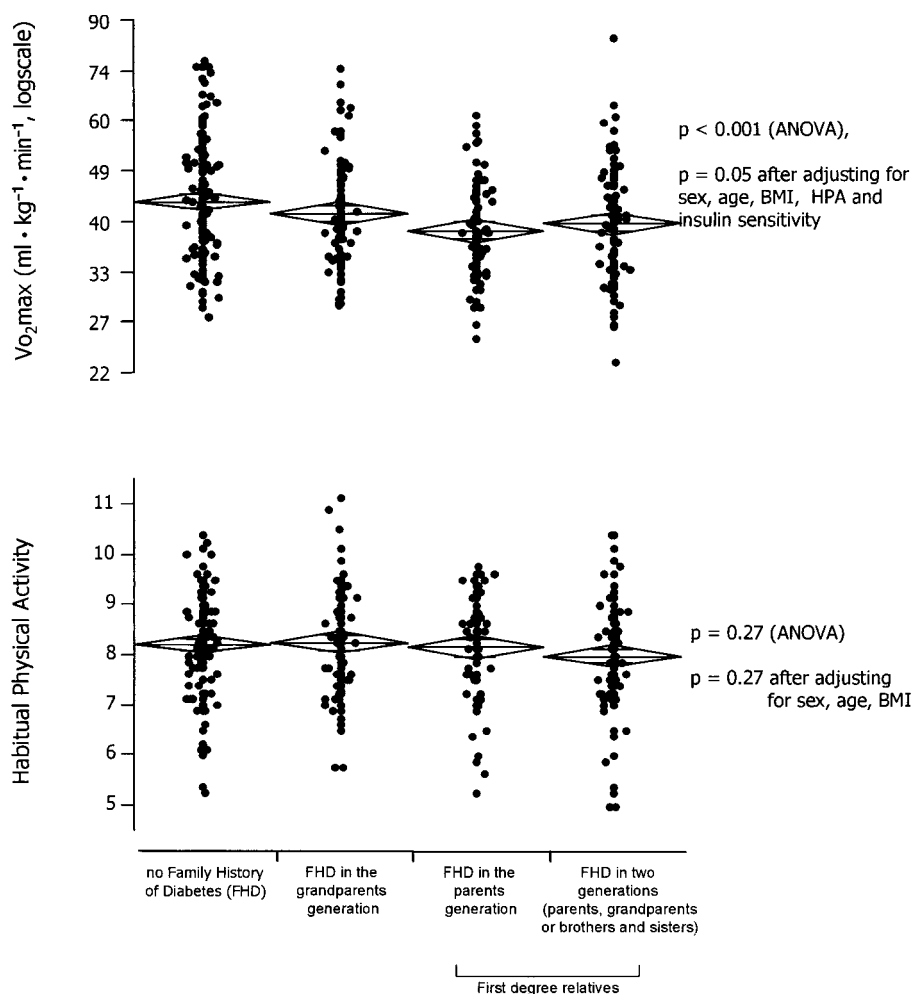 Vo₂max (ml · kg⁻¹ · min⁻¹, logscale)
90
74
60
49
40
33
27
22
p < 0.001 (ANOVA),
p = 0.05 after adjusting for
sex, age, BMI, HPA and
insulin sensitivity
Habitual Physical Activity
11
10
9
8
7
6
5
p = 0.27 (ANOVA)
p = 0.27 after adjusting
for sex, age, BMI
no Family History
of Diabetes (FHD)
FHD in the
grandparents
generation
FHD in the
parents
generation
FHD in two
generations
(parents, grandparents
or brothers and sisters)
First degree relatives